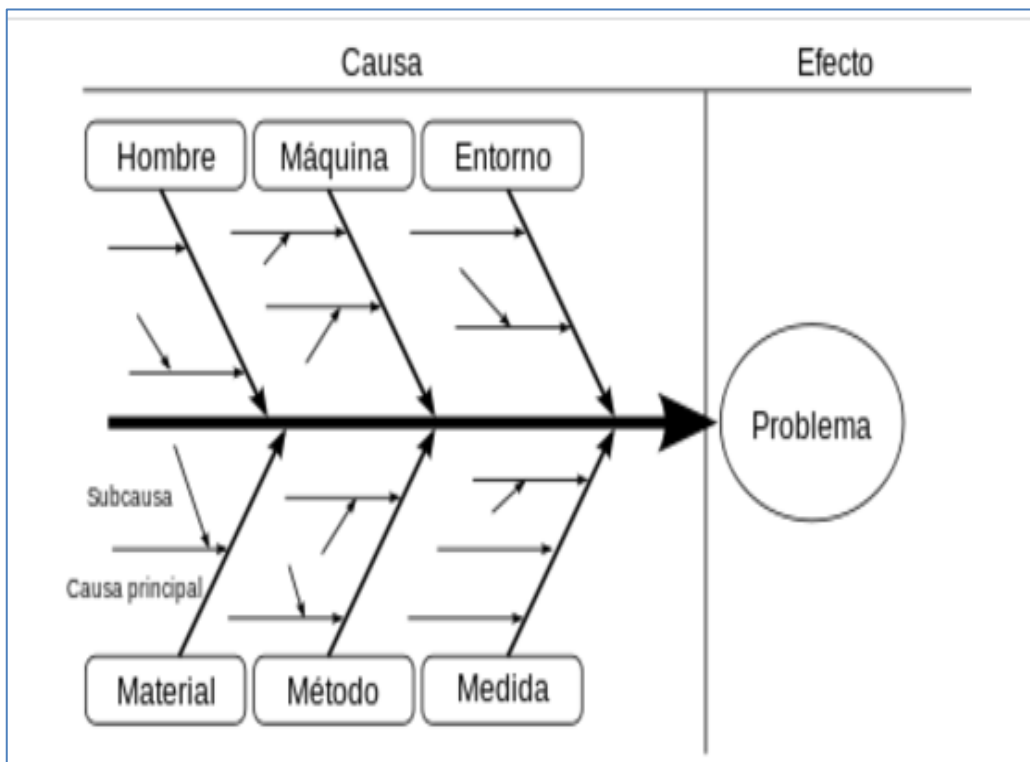 Causa
Efecto
Hombre
Máquina
Entorno
Problema
Subcausa
Causa principal
Material
Método
Medida